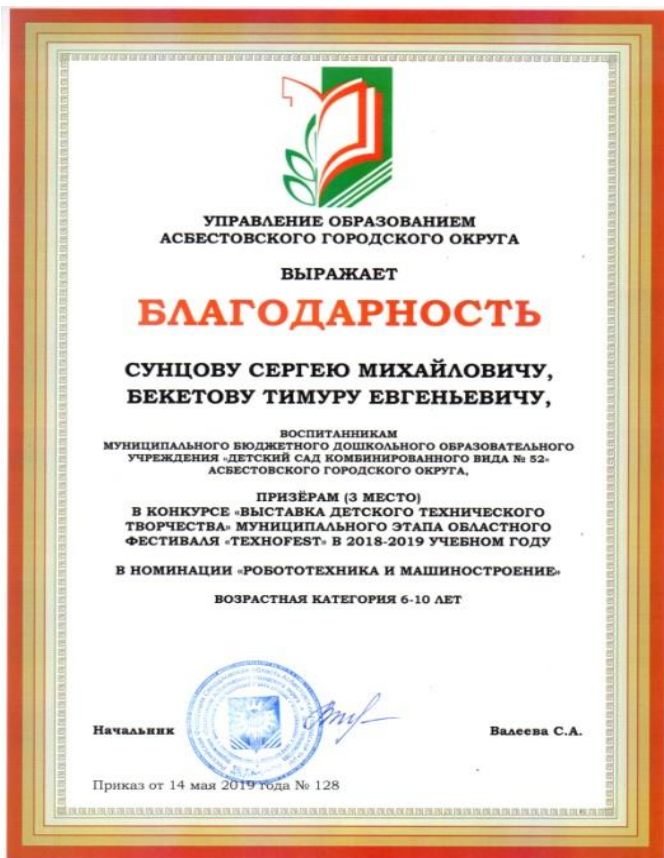 УПРАВЛЕНИЕ ОБРАЗОВАНИЕМ
АСБЕСТОВСКОГО ГОРОДСКОГО ОКРУГА
ВЫРАЖАЕТ
БЛАГОДАРНОСТЬ
СУНЦОВУ СЕРГЕЮ МИХАЙЛОВИЧУ,
БЕКЕТОВУ ТИМУРУ ЕВГЕНЬЕВИЧУ,
ВОСПИТАННИКАМ
МУНИЦИПАЛЬНОГО БЮДЖЕТНОГО ДОШКОЛЬНОГО ОБРАЗОВАТЕЛЬНОГО
УЧРЕЖДЕНИЯ «ДЕТСКИЙ САД КОМБИНИРОВАННОГО ВИДА № 52»
АСБЕСТОВСКОГО ГОРОДСКОГО ОКРУГА,
ПРИЗЁРАМ (3 МЕСТО)
В КОНКУРСЕ «ВЫСТАВКА ДЕТСКОГО ТЕХНИЧЕСКОГО
ТВОРЧЕСТВА» МУНИЦИПАЛЬНОГО ЭТАПА ОБЛАСТНОГО
ФЕСТИВАЛЯ «ТЕХНОFEST» В 2018-2019 УЧЕБНОМ ГОДУ
В НОМИНАЦИИ «РОБОТОТЕХНИКА И МАШИНОСТРОЕНИЕ»
ВОЗРАСТНАЯ КАТЕГОРИЯ 6-10 ЛЕТ
Начальник Валеева С.А.
Приказ от 14 мая 2019 года № 128